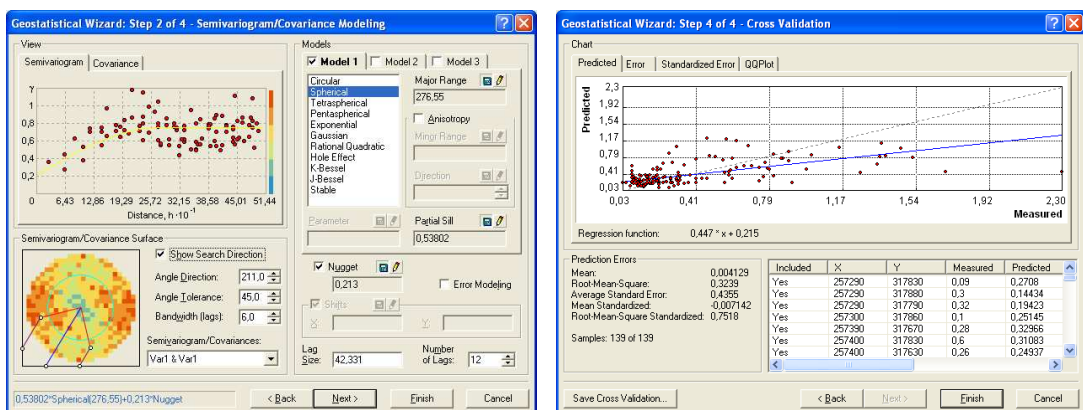 Geostatistical Wizard: Step 2 of 4 - Semivariogram/Covariance Modeling
View
Semivariogram Covariance
γ
1
0,8
0,6
0,4
0,2
0 6,43 12,86 19,29 25,72 32,15 38,58 45,01 51,44
Distance, h·10⁻¹
Semivariogram/Covariance Surface
Show Search Direction
Angle Direction: 211,0
Angle Tolerance: 45,0
Bandwidth (lags): 6,0
Semivariogram/Covariances:
Var1 & Var1
Models
Model 1 Model 2 Model 3
Circular
Spherical
Tetraspherical
Pentaspherical
Exponential
Gaussian
Rational Quadratic
Hole Effect
K-Bessel
J-Bessel
Stable
Major Range
276,55
Anisotropy
Minor Range
Direction
Parameter
Partial Sill
0,53802
Nugget
0,213
Error Modeling
Shifts
X: Y:
Lag Size: 42,331
Number of Lags: 12
0,53802*Spherical(276,55)+0,213*Nugget
< Back Next > Finish Cancel
Geostatistical Wizard: Step 4 of 4 - Cross Validation
Chart
Predicted Error Standardized Error QQPlot
Predicted
2,3
1,92
1,54
1,17
0,79
0,41
0,03
0,03 0,41 0,79 1,17 1,54 1,92 2,30
Measured
Regression function: 0,447 * x + 0,215
Prediction Errors
Mean: 0,004129
Root-Mean-Square: 0,3239
Average Standard Error: 0,4355
Mean Standardized: -0,007142
Root-Mean-Square Standardized: 0,7518
Samples: 139 of 139
Included X Y Measured Predicted
Yes 257290 317830 0,09 0,2708
Yes 257290 317880 0,3 0,14434
Yes 257290 317790 0,32 0,19423
Yes 257300 317860 0,1 0,25145
Yes 257390 317670 0,28 0,32966
Yes 257400 317830 0,6 0,31083
Yes 257400 317630 0,26 0,24937
Save Cross Validation... < Back Next > Finish Cancel